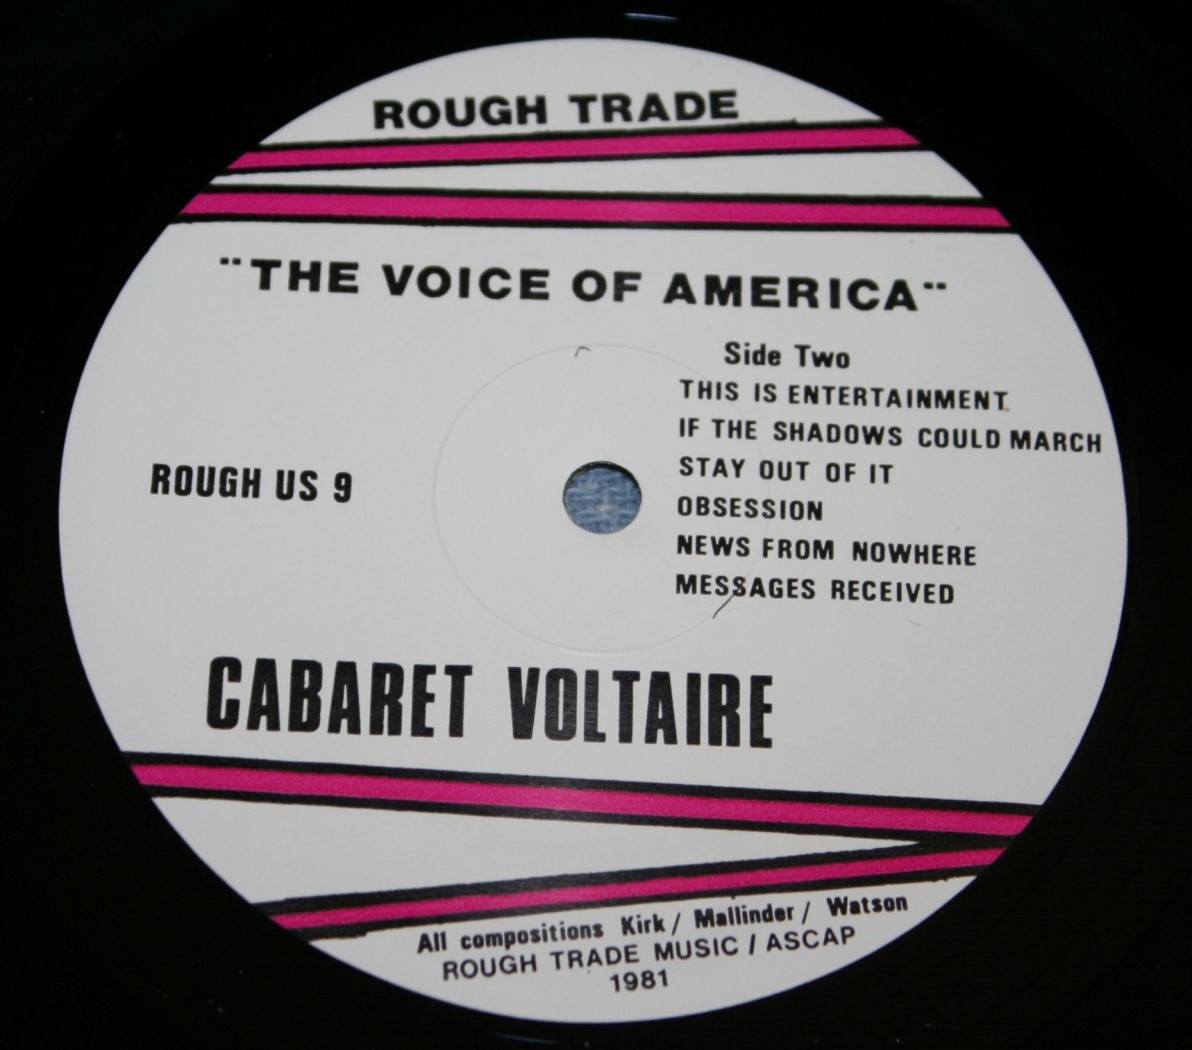 ROUGH TRADE
"THE VOICE OF AMERICA"
Side Two
THIS IS ENTERTAINMENT
IF THE SHADOWS COULD MARCH
STAY OUT OF IT
OBSESSION
NEWS FROM NOWHERE
MESSAGES RECEIVED
ROUGH US 9
CABARET VOLTAIRE
All compositions Kirk / Mallinder / Watson
ROUGH TRADE MUSIC / ASCAP
1981